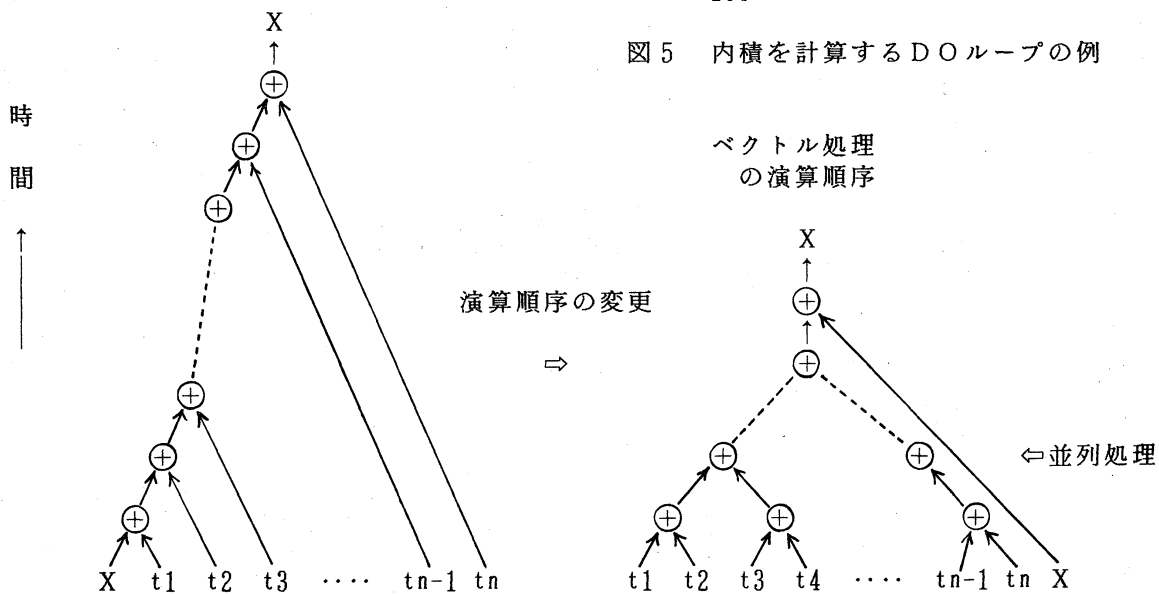 図5 内積を計算するDOループの例
X
時
間
↑
ベクトル処理
の演算順序
X
演算順序の変更
⇨
⇦並列処理
X t1 t2 t3 ···· tn-1 tn
t1 t2 t3 t4 ···· tn-1 tn X